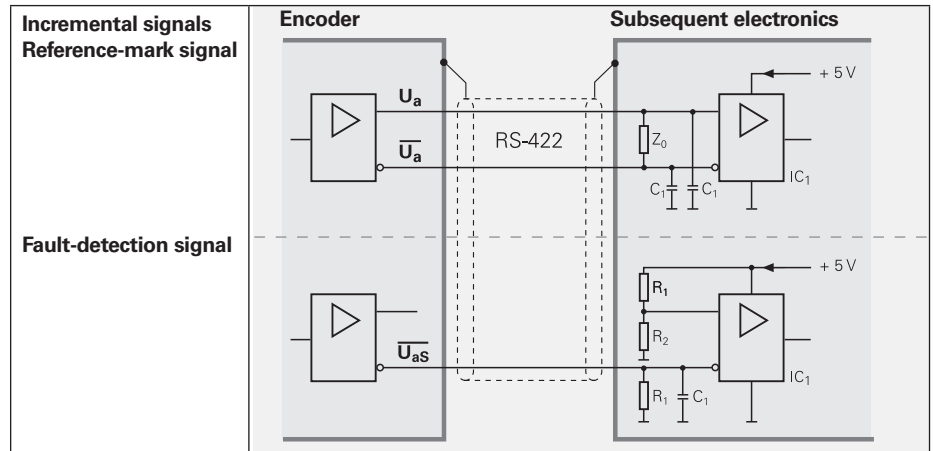 Incremental signals
Reference-mark signal
Encoder
Subsequent electronics
+ 5 V
Ua
RS-422
Z0
Ua
C1
C1
IC1
Fault-detection signal
+ 5 V
R1
R2
UaS
IC1
R1
C1